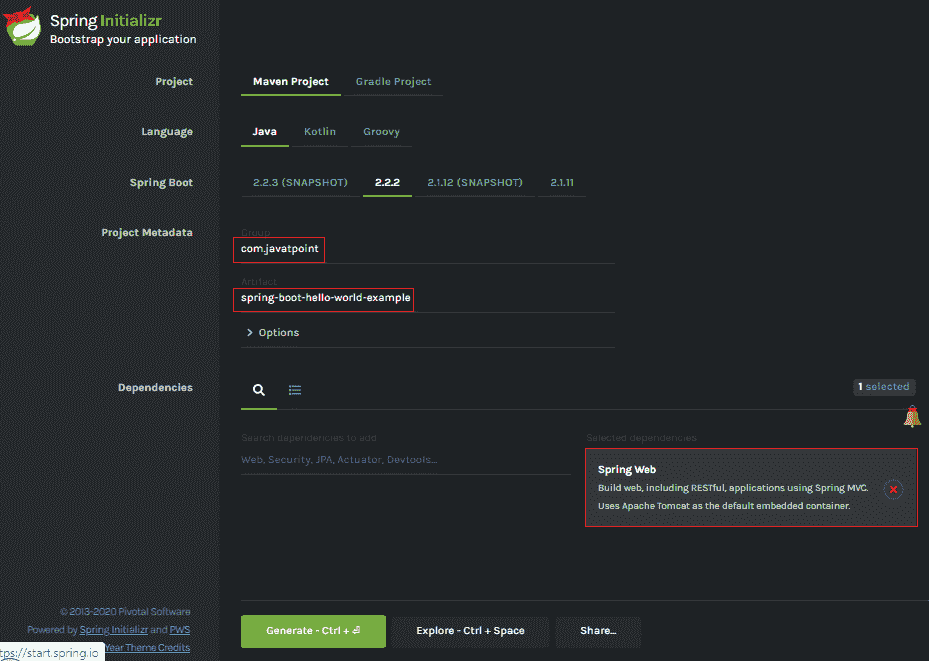 Spring Initializr
Bootstrap your application
Project
Maven Project Gradle Project
Language
Java Kotlin Groovy
Spring Boot
2.2.3 (SNAPSHOT) 2.2.2 2.1.12 (SNAPSHOT) 2.1.11
Project Metadata
Group
com.javatpoint
Artifact
spring-boot-hello-world-example
Options
Dependencies
1 selected
Search dependencies to add
Web, Security, JPA, Actuator, Devtools...
Selected dependencies
Spring Web
Build web, including RESTful, applications using Spring MVC.
Uses Apache Tomcat as the default embedded container.
© 2013-2020 Pivotal Software
Powered by Spring Initializr and PWS
Year Theme Credits
tps://start.spring.io
Generate - Ctrl + ⏎ Explore - Ctrl + Space Share...